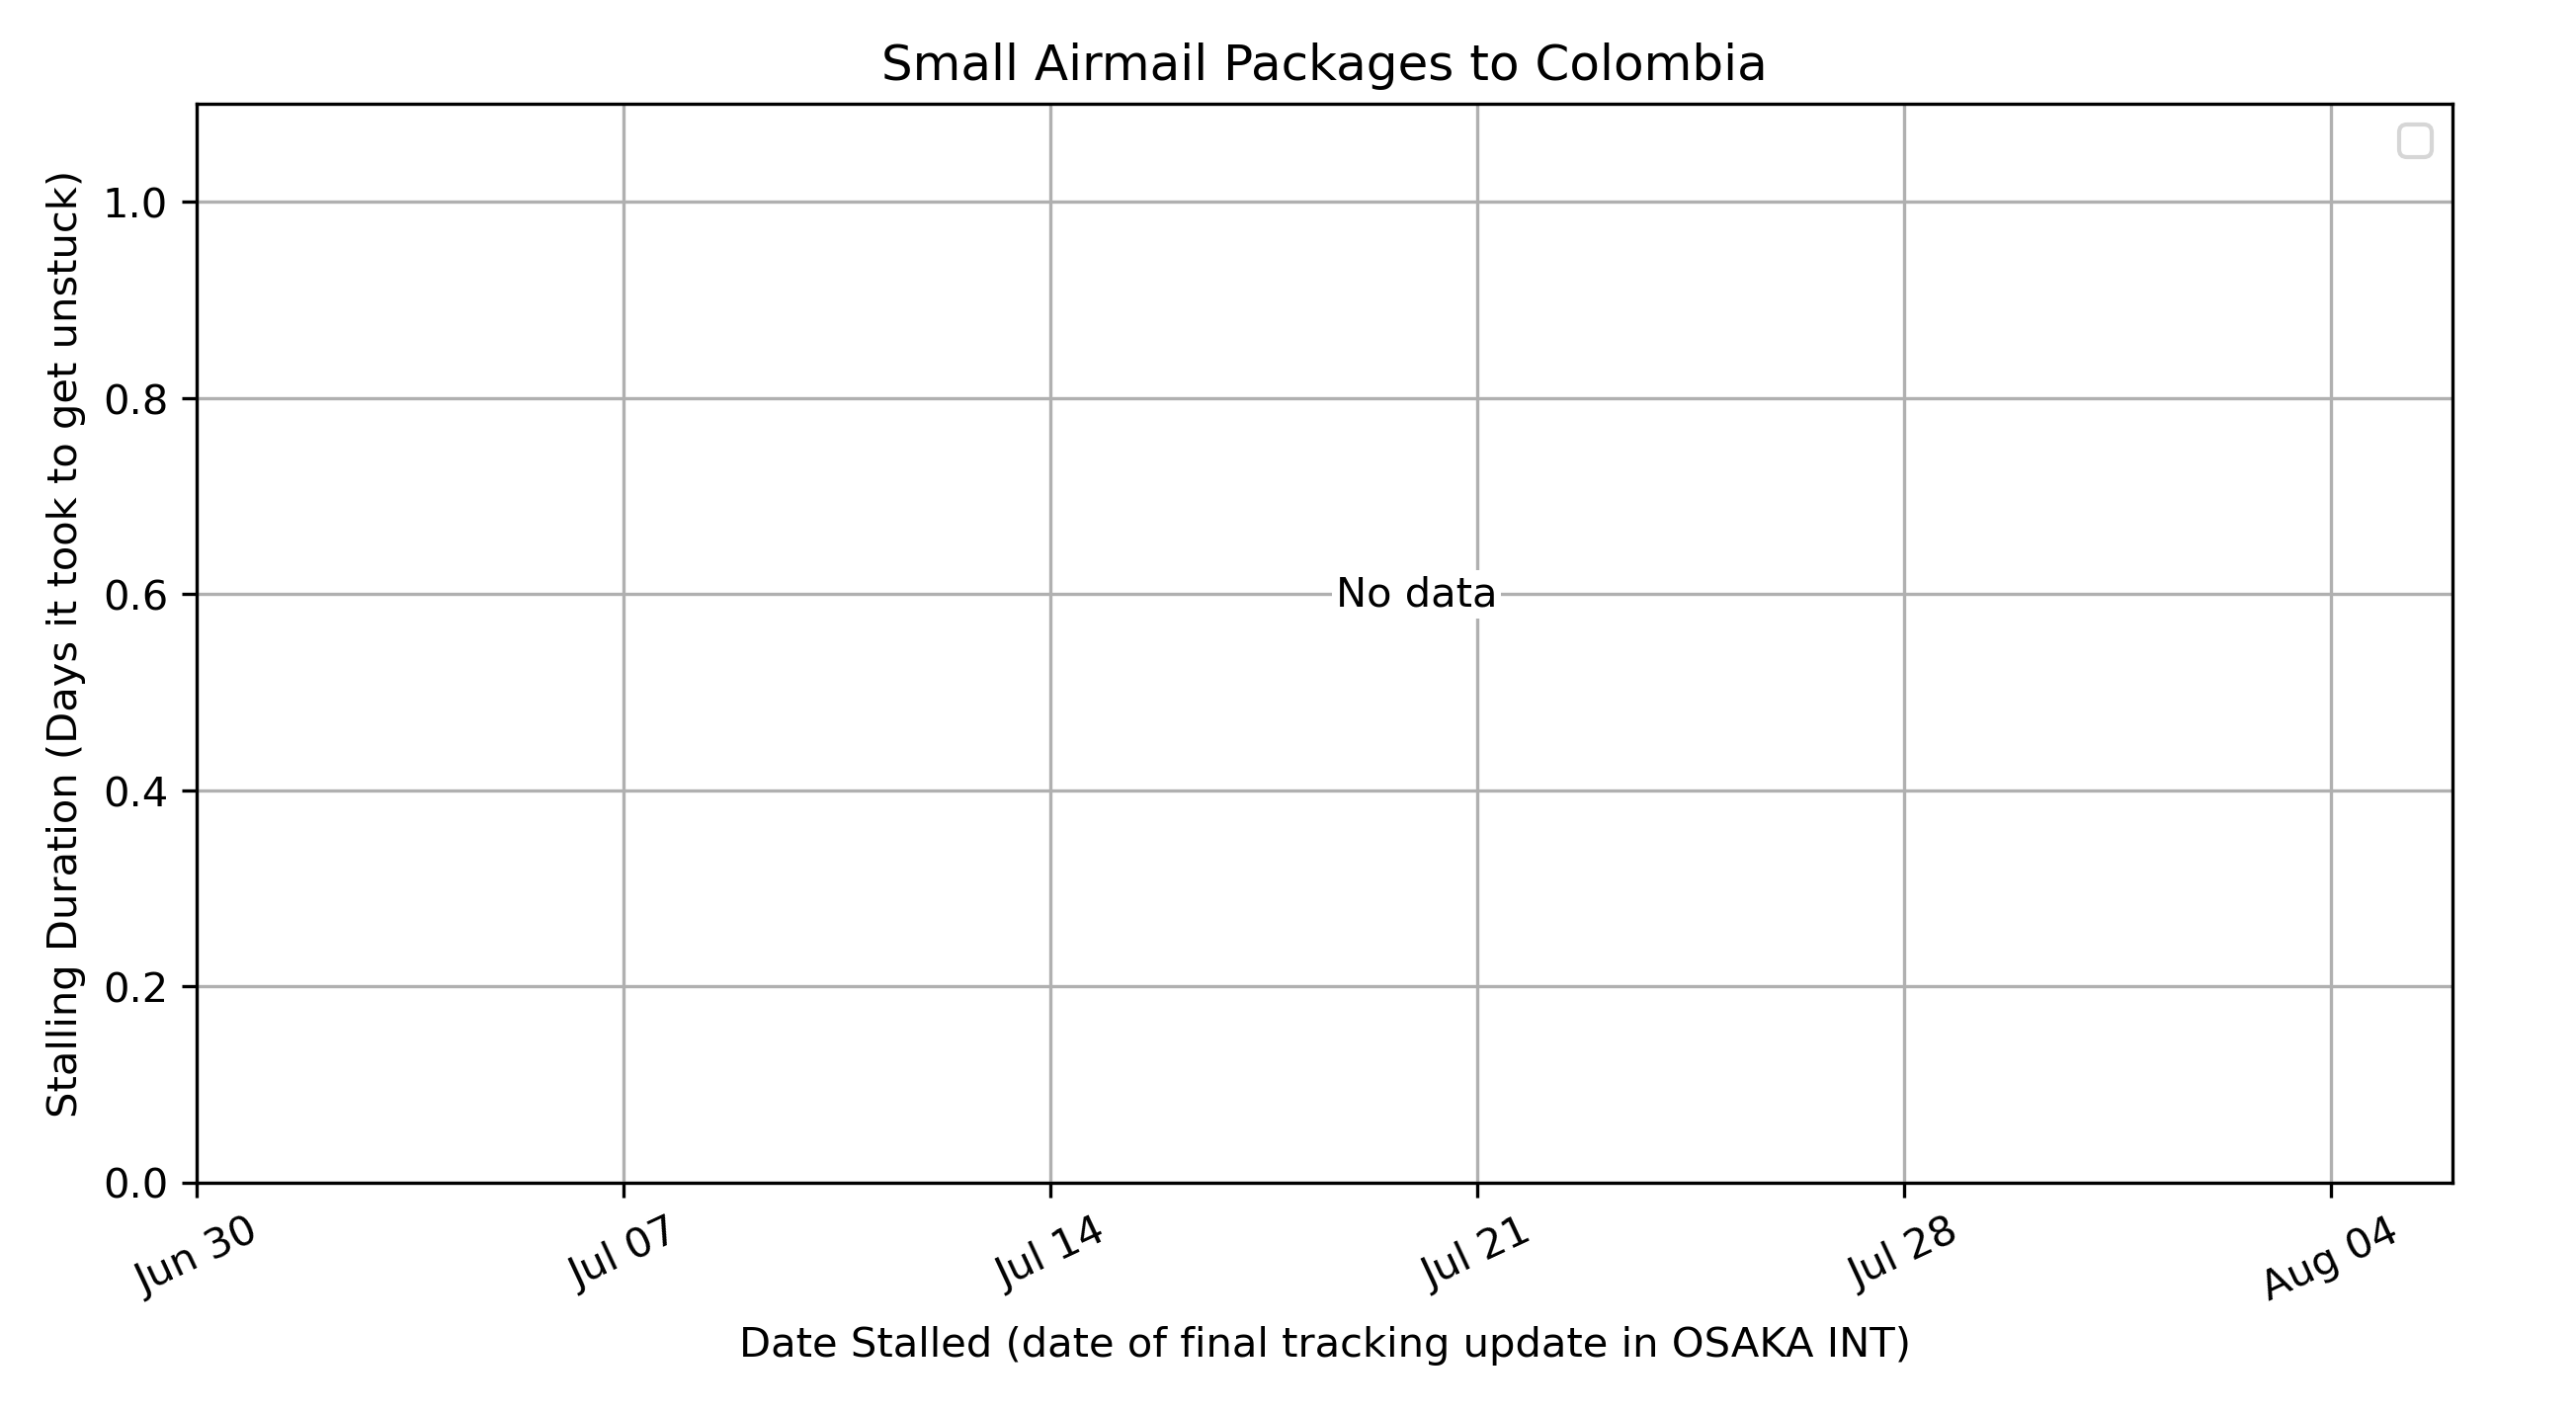 Small Airmail Packages to Colombia
Stalling Duration (Days it took to get unstuck)
1.0
0.8
0.6
0.4
0.2
0.0
No data
Jun 30
Jul 07
Jul 14
Jul 21
Jul 28
Aug 04
Date Stalled (date of final tracking update in OSAKA INT)